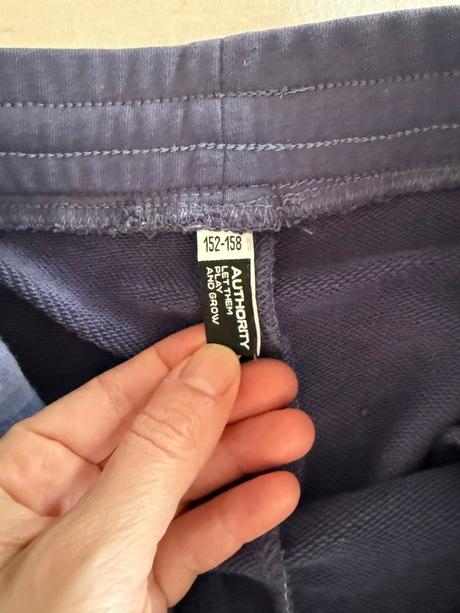 152-158
AUTHORITY
LET THEM
PLAY
AND GROW